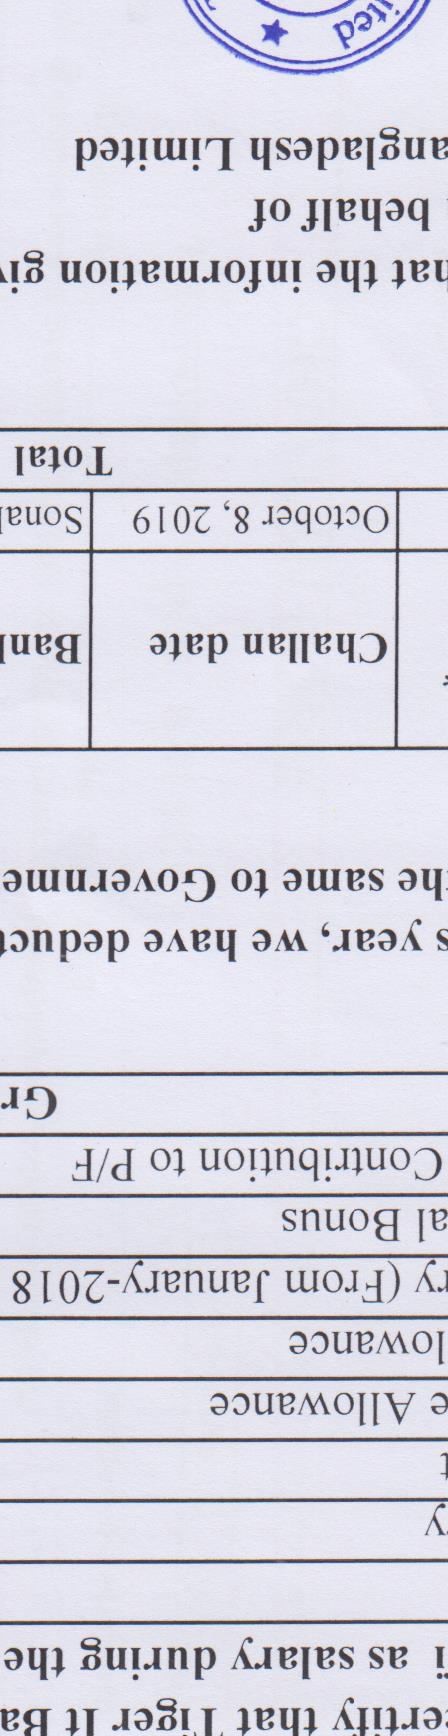 ertify that Tiger It Ba
i as salary during the
ry
t
e Allowance
lowance
ry (From January-2018
al Bonus
Contribution to P/F
Gr
s year, we have deduct
he same to Governme
* Challan date Bank
October 8, 2019 Sonal
Total
hat the information giv
behalf of
angladesh Limited
ited